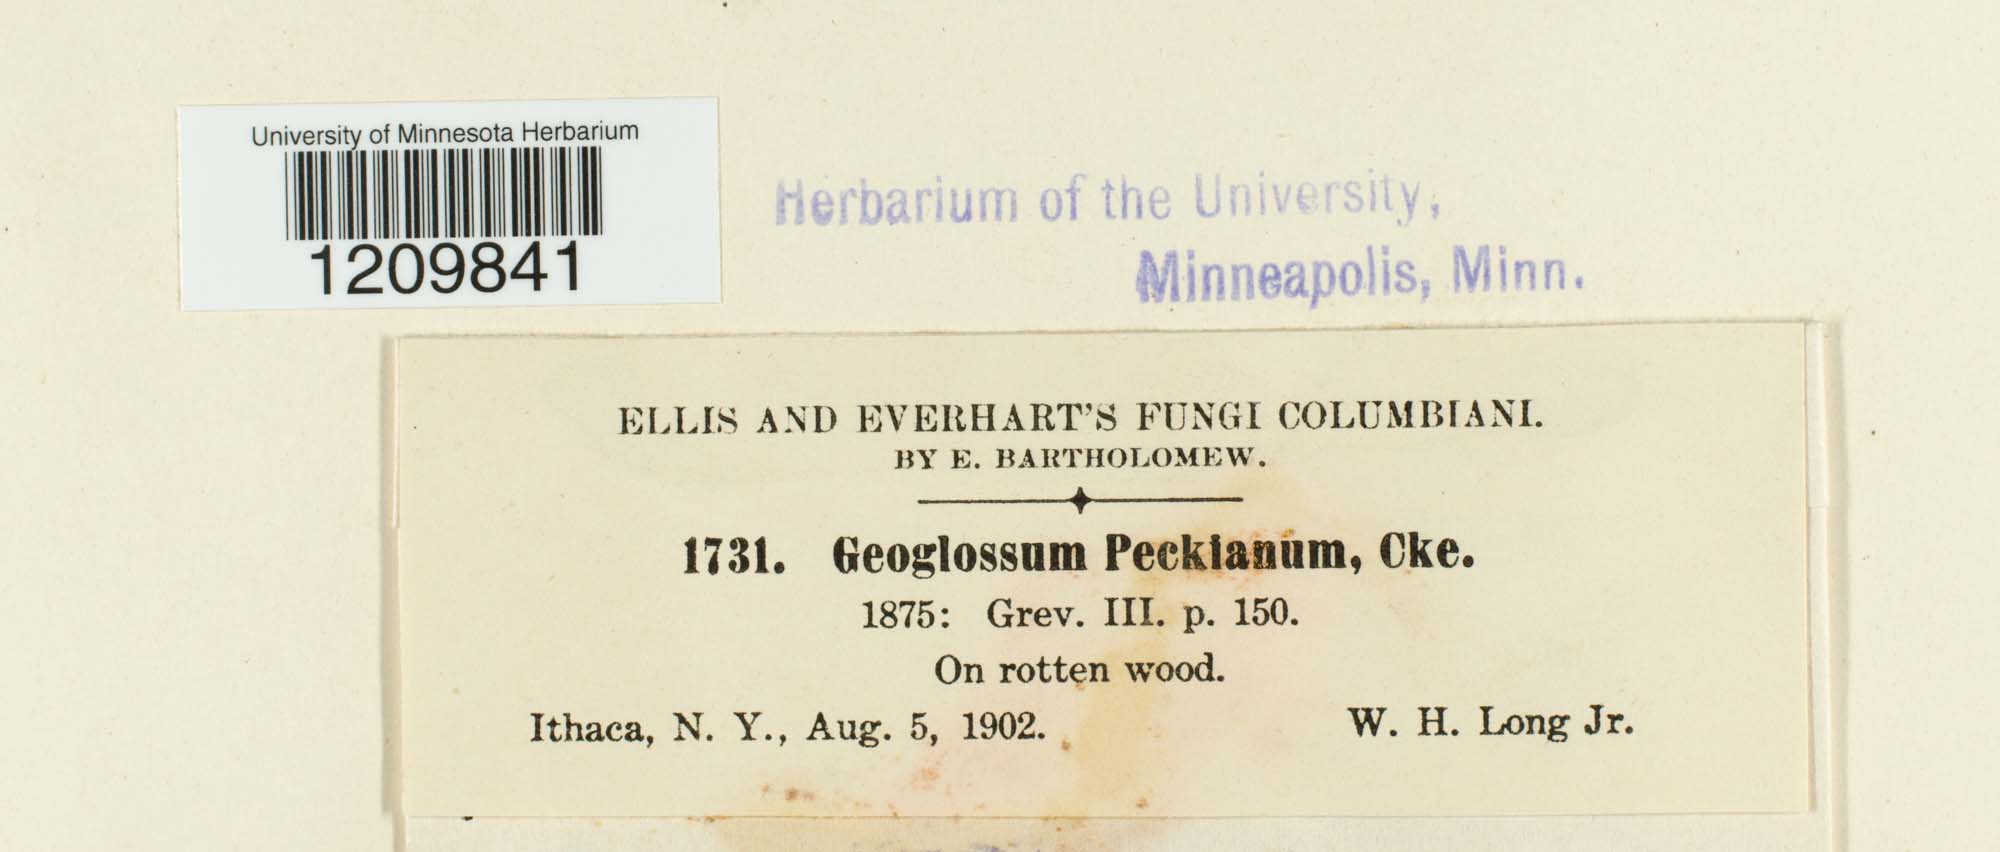 University of Minnesota Herbarium
1209841
Herbarium of the University,
Minneapolis, Minn.
ELLIS AND EVERHART'S FUNGI COLUMBIANI.
BY E. BARTHOLOMEW.
1731. Geoglossum Peckianum, Cke.
1875: Grev. III. p. 150.
On rotten wood.
Ithaca, N. Y., Aug. 5, 1902. W. H. Long Jr.